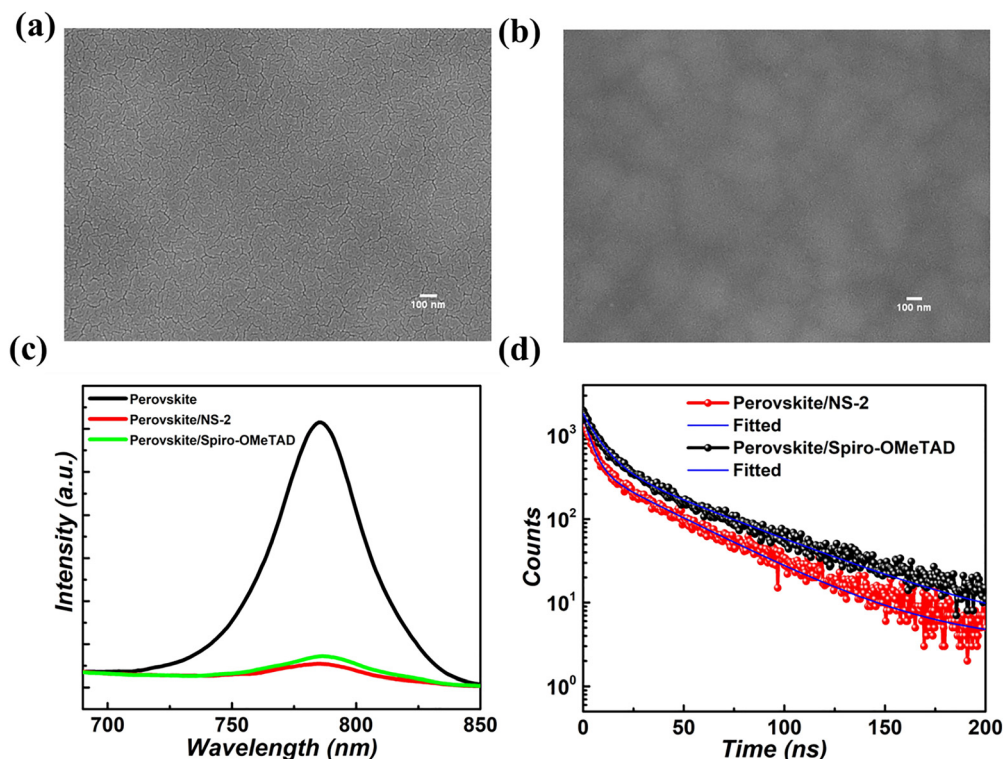 (a)
100 nm
(b)
100 nm
(c)
Perovskite
Perovskite/NS-2
Perovskite/Spiro-OMeTAD
Intensity (a.u.)
700
750
800
850
Wavelength (nm)
(d)
Perovskite/NS-2
Fitted
Perovskite/Spiro-OMeTAD
Fitted
Counts
10³
10²
10¹
10⁰
0
50
100
150
200
Time (ns)